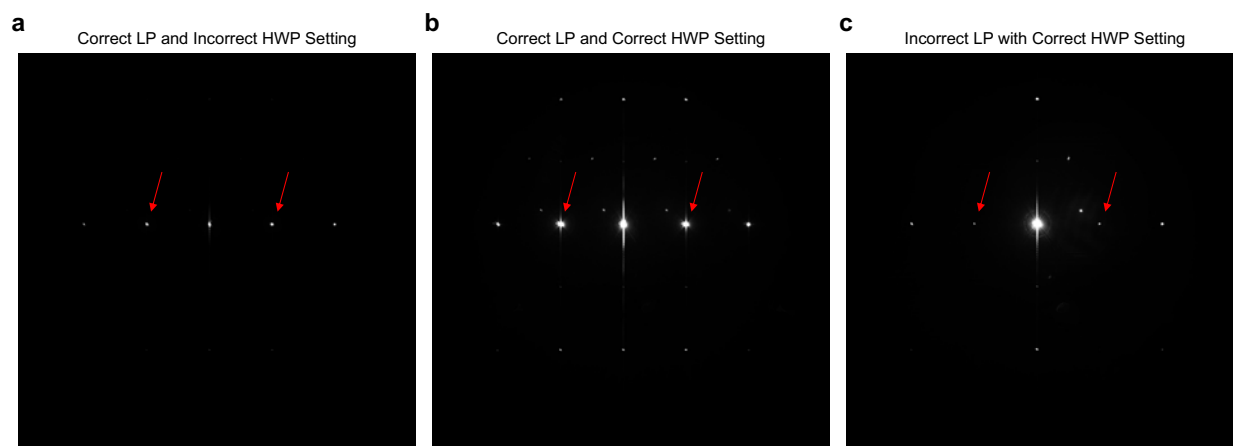 a
Correct LP and Incorrect HWP Setting
b
Correct LP and Correct HWP Setting
c
Incorrect LP with Correct HWP Setting